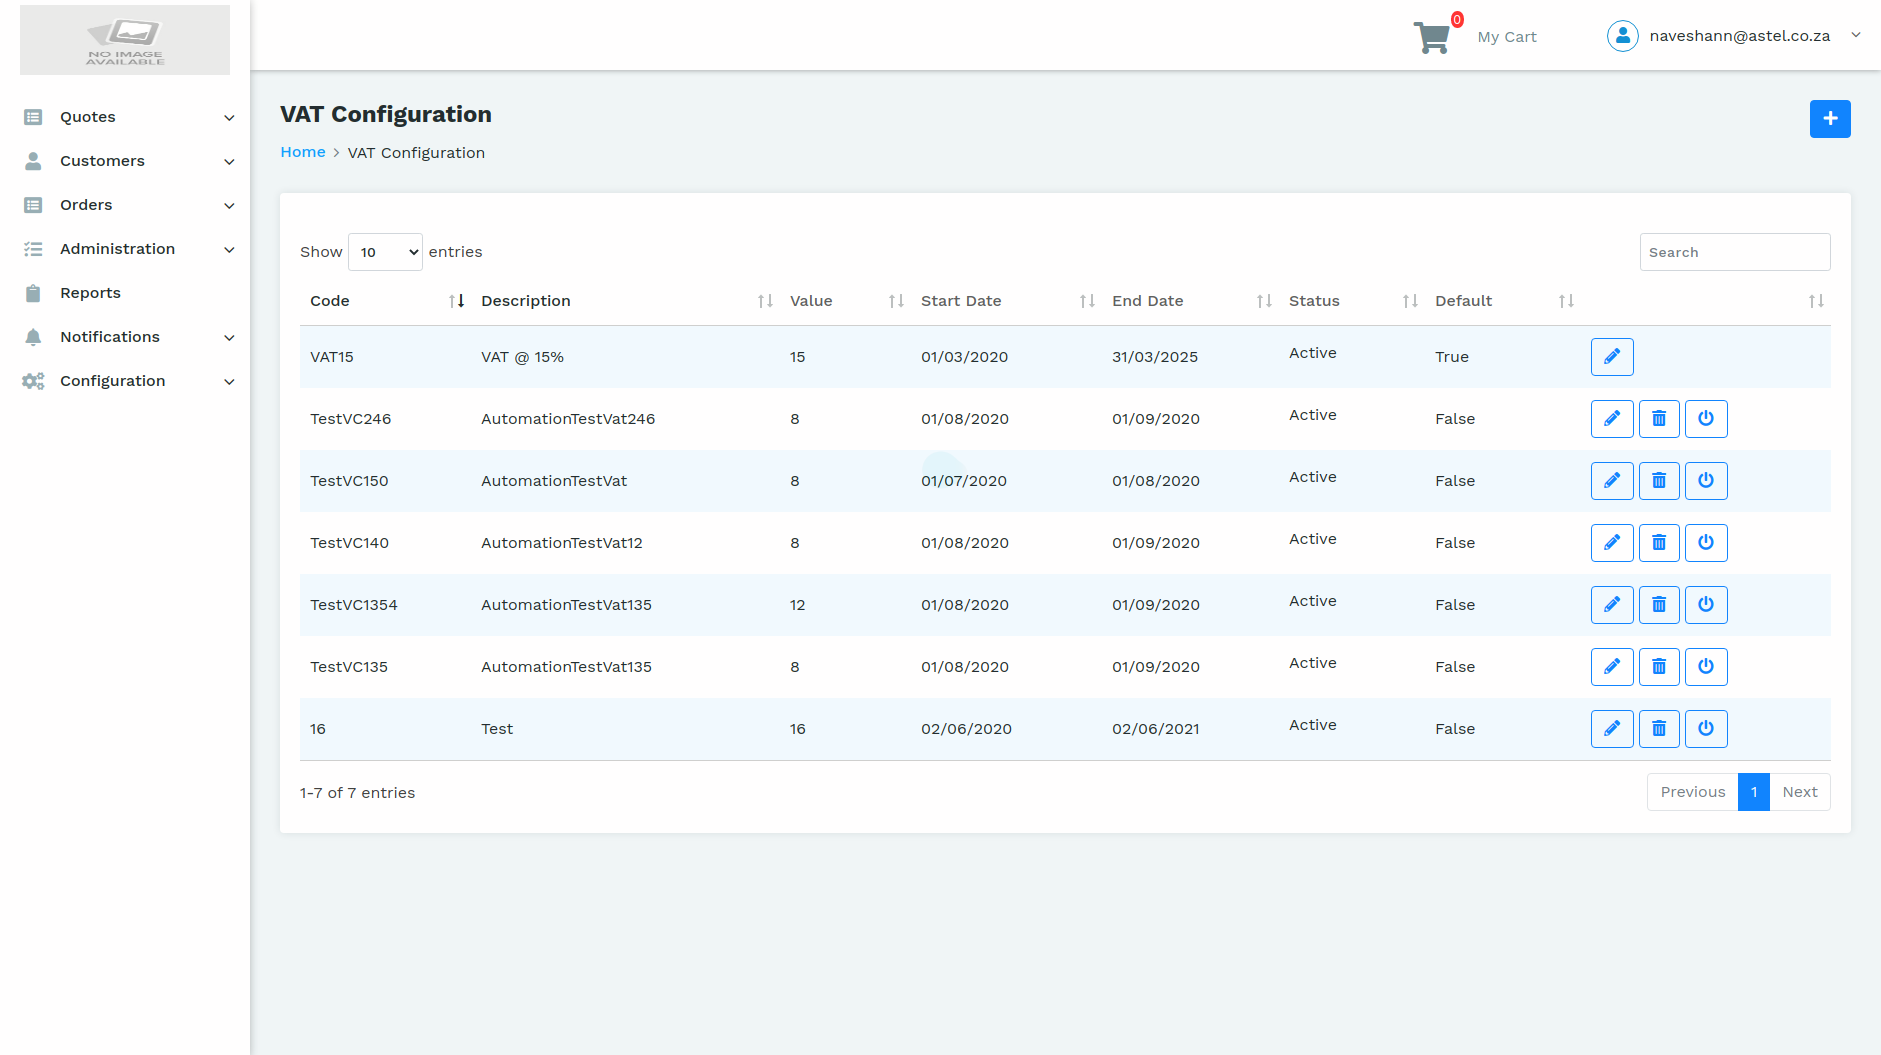 NO IMAGE
AVAILABLE
0
My Cart
naveshann@astel.co.za
Quotes
Customers
Orders
Administration
Reports
Notifications
Configuration
VAT Configuration
Home > VAT Configuration
Show 10 entries
Search
Code Description Value Start Date End Date Status Default
VAT15 VAT @ 15% 15 01/03/2020 31/03/2025 Active True
TestVC246 AutomationTestVat246 8 01/08/2020 01/09/2020 Active False
TestVC150 AutomationTestVat 8 01/07/2020 01/08/2020 Active False
TestVC140 AutomationTestVat12 8 01/08/2020 01/09/2020 Active False
TestVC1354 AutomationTestVat135 12 01/08/2020 01/09/2020 Active False
TestVC135 AutomationTestVat135 8 01/08/2020 01/09/2020 Active False
16 Test 16 02/06/2020 02/06/2021 Active False
1-7 of 7 entries
Previous 1 Next